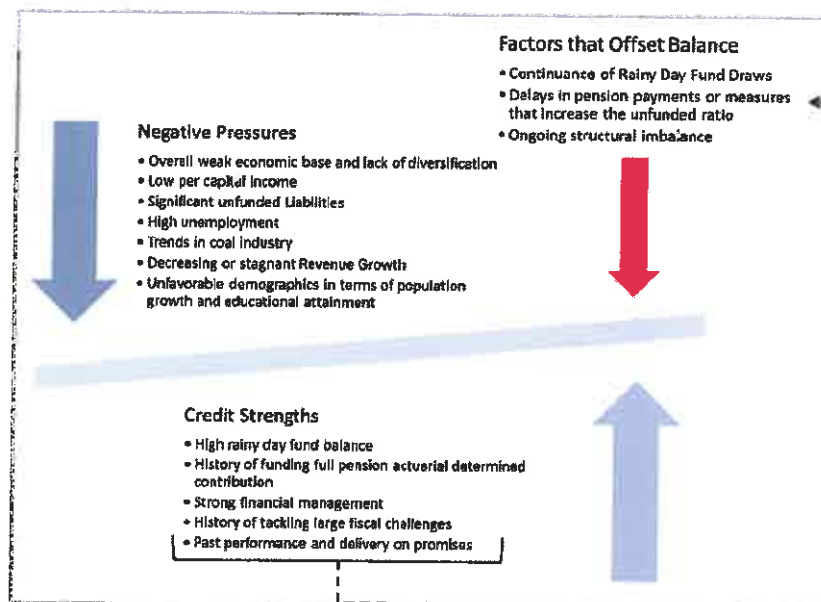 Factors that Offset Balance
• Continuance of Rainy Day Fund Draws
• Delays in pension payments or measures
that increase the unfunded ratio
• Ongoing structural imbalance
Negative Pressures
• Overall weak economic base and lack of diversification
• Low per capital income
• Significant unfunded Liabilities
• High unemployment
• Trends in coal industry
• Decreasing or stagnant Revenue Growth
• Unfavorable demographics in terms of population
growth and educational attainment
Credit Strengths
• High rainy day fund balance
• History of funding full pension actuarial determined
contribution
• Strong financial management
• History of tackling large fiscal challenges
• Past performance and delivery on promises